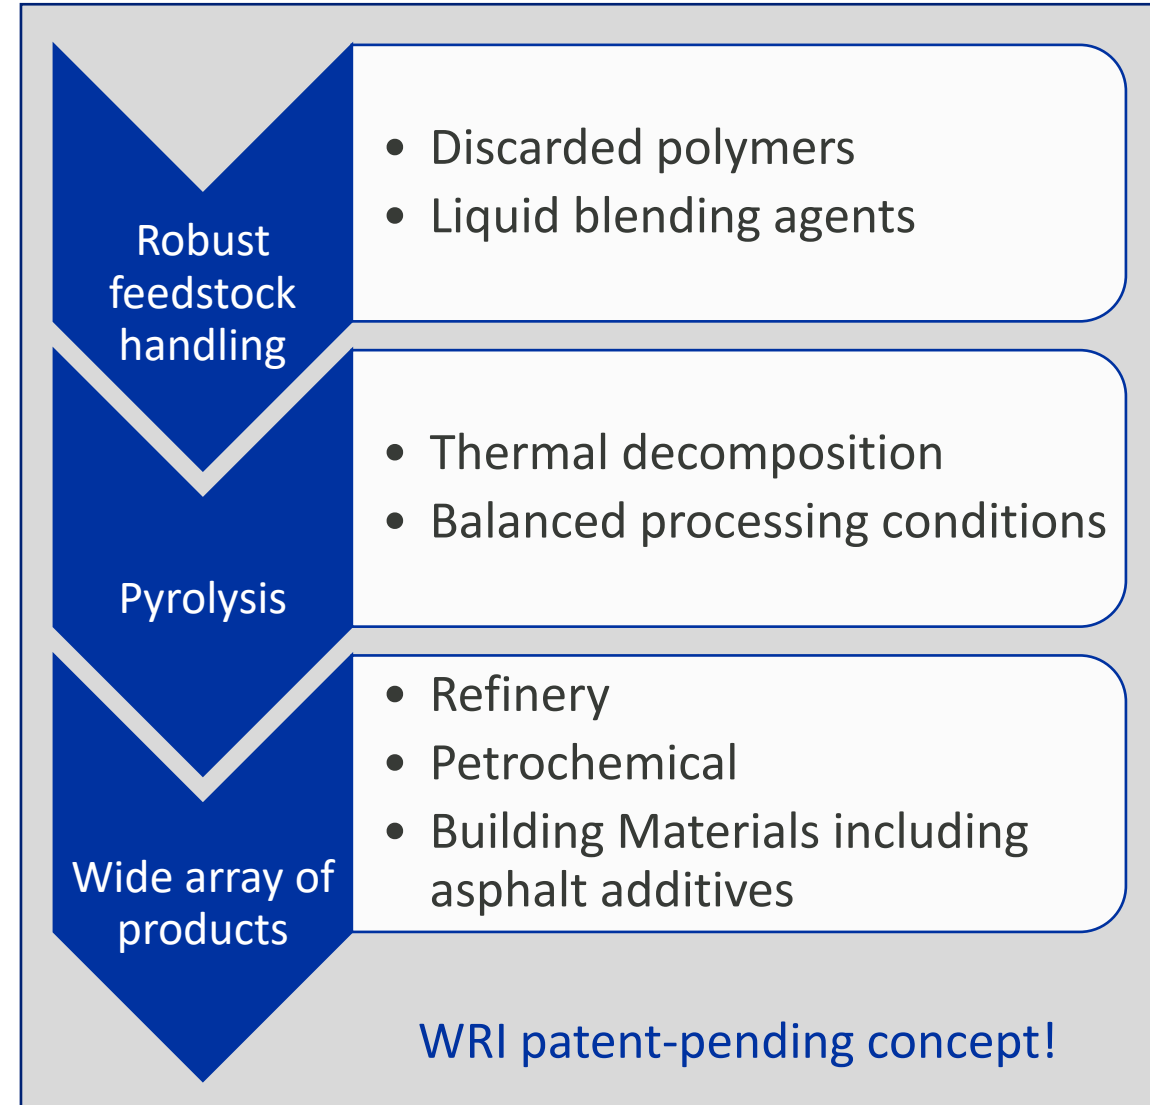 Robust
feedstock
handling
• Discarded polymers
• Liquid blending agents
Pyrolysis
• Thermal decomposition
• Balanced processing conditions
Wide array of
products
• Refinery
• Petrochemical
• Building Materials including
asphalt additives
WRI patent-pending concept!